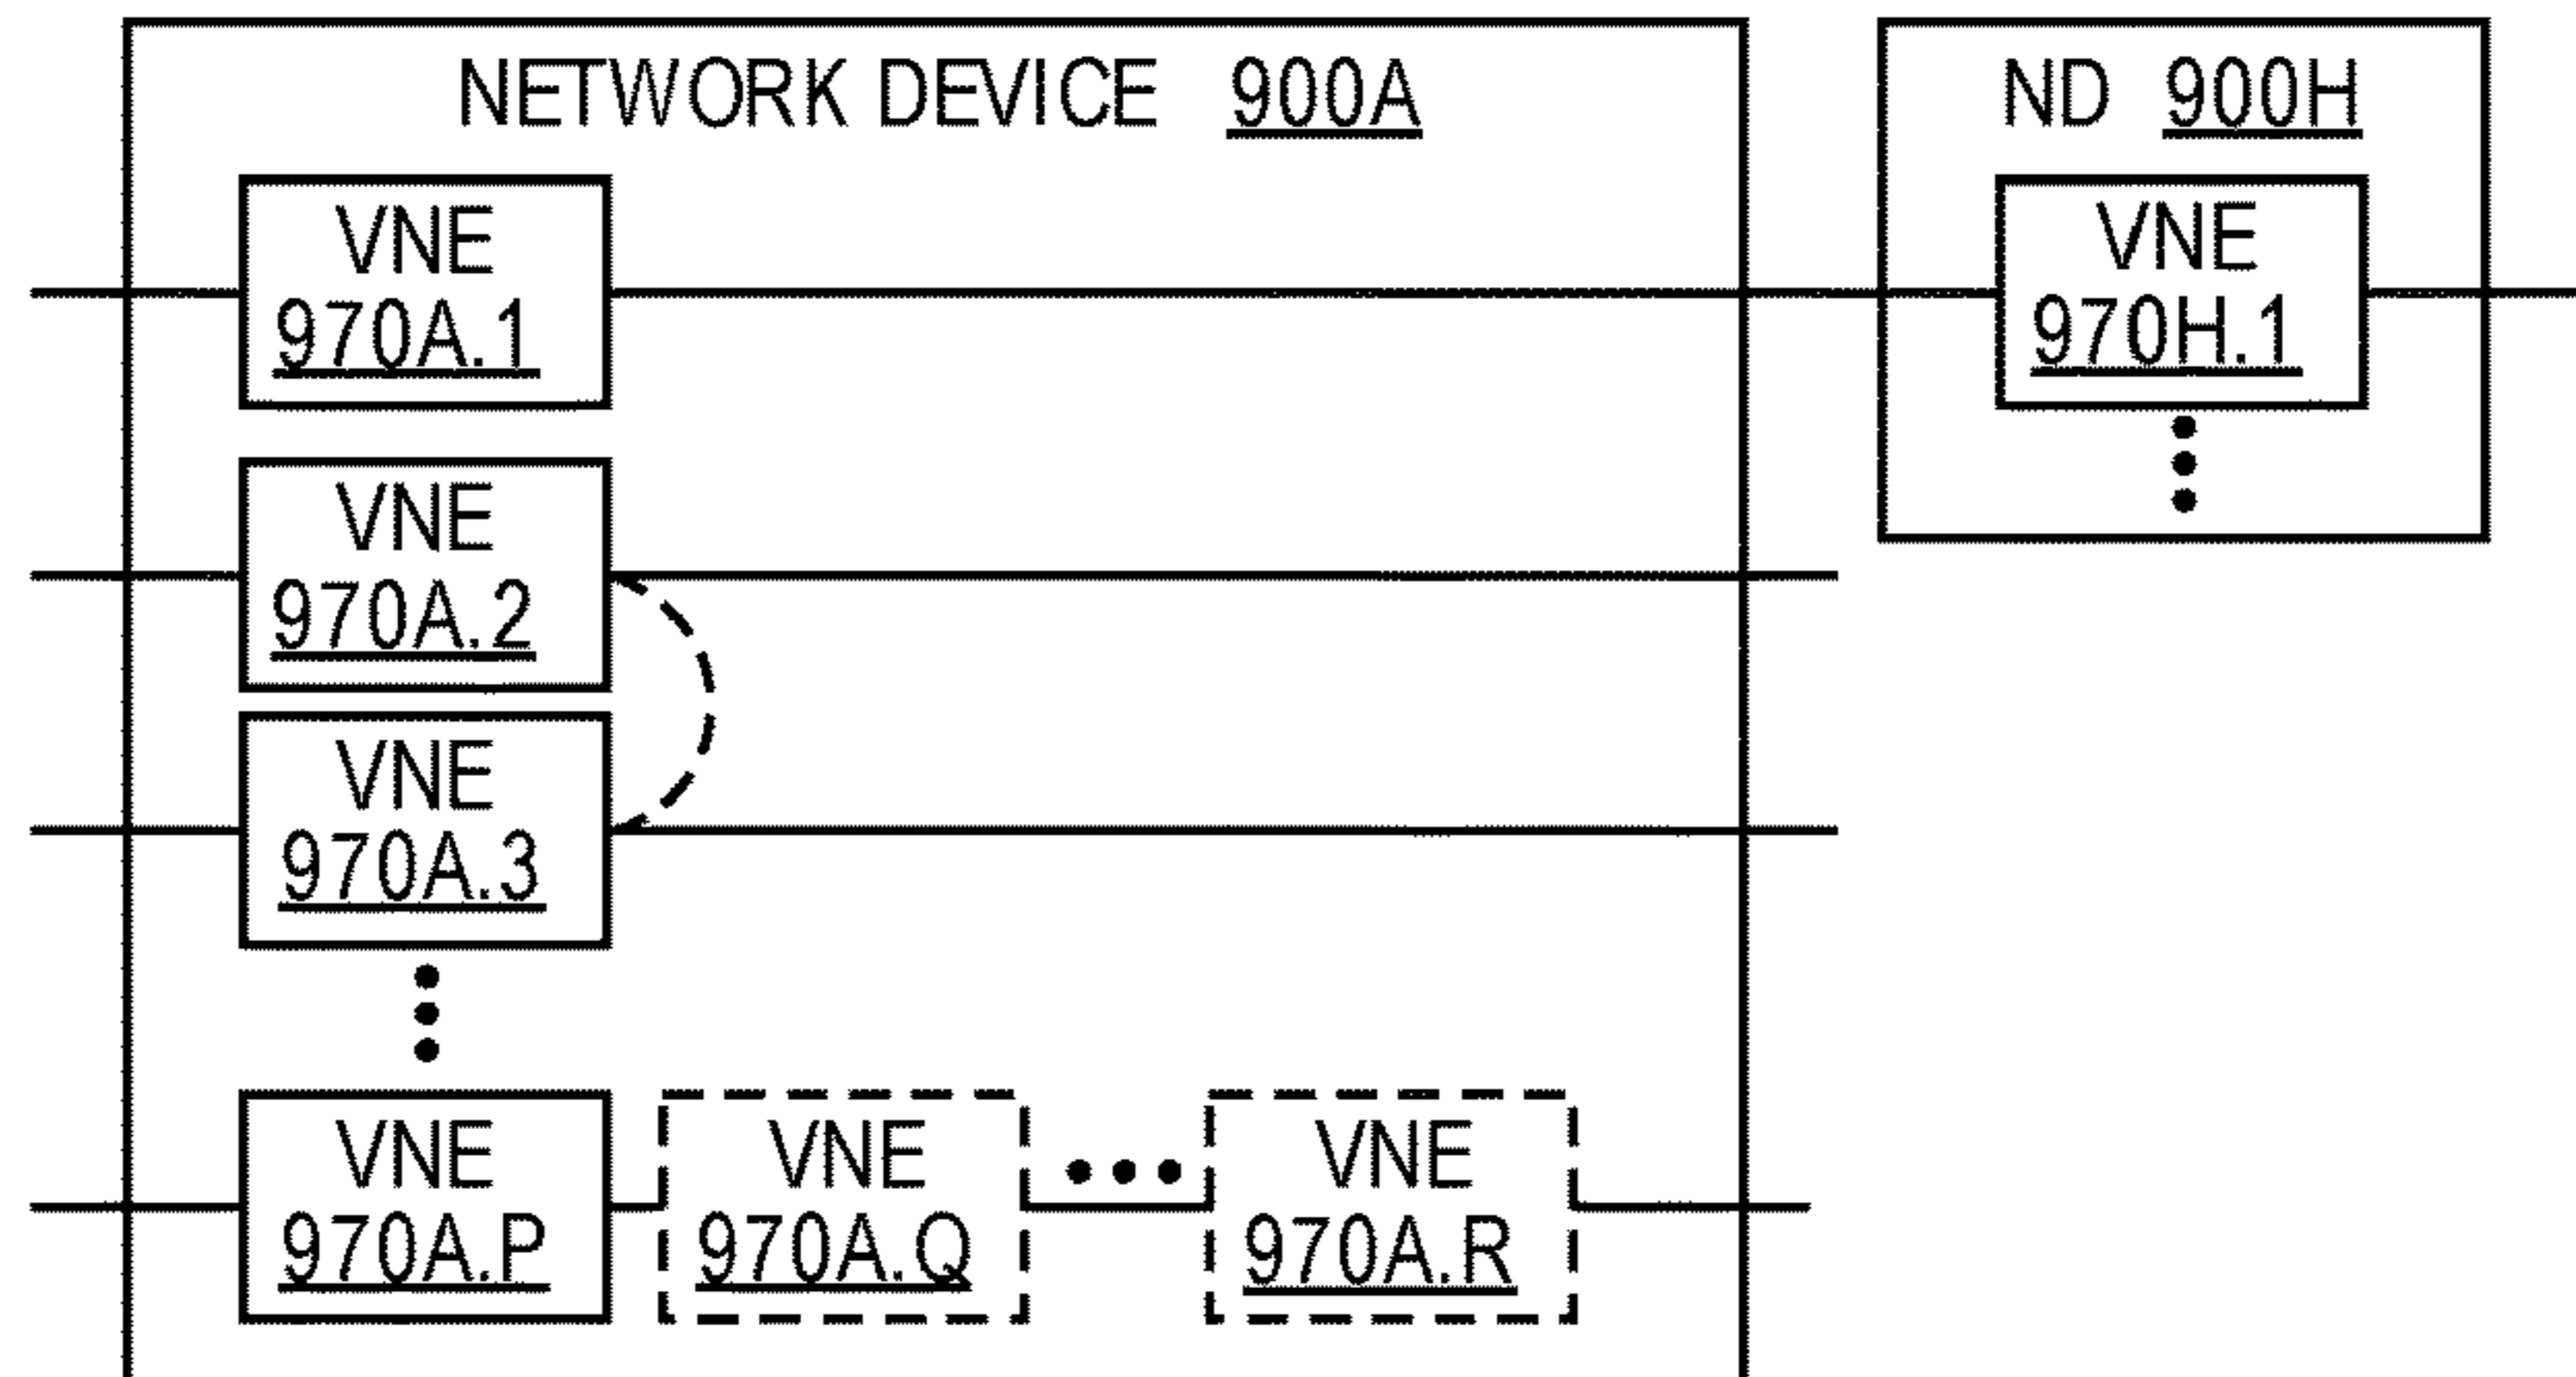 NETWORK DEVICE 900A
ND 900H
VNE
970A.1
VNE
970H.1
VNE
970A.2
VNE
970A.3
VNE
970A.P
VNE
970A.Q
VNE
970A.R